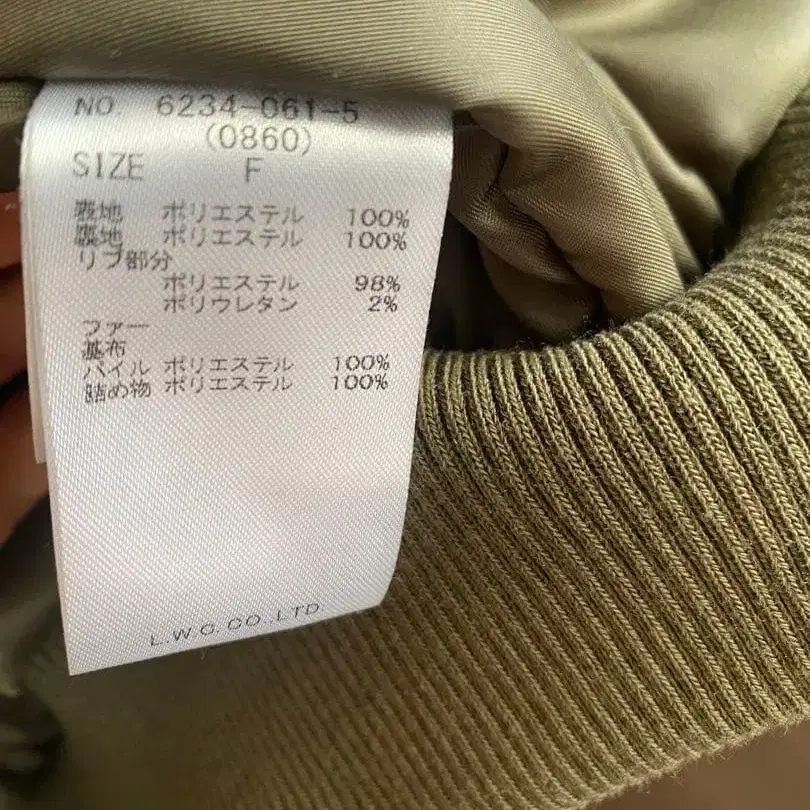 NO. 6234-061-5
(0860)
SIZE F
表地 ポリエステル 100%
裏地 ポリエステル 100%
リブ部分
ポリエステル 98%
ポリウレタン 2%
ファー
基布
パイル ポリエステル 100%
詰め物 ポリエステル 100%
L.W.C.CO.,LTD